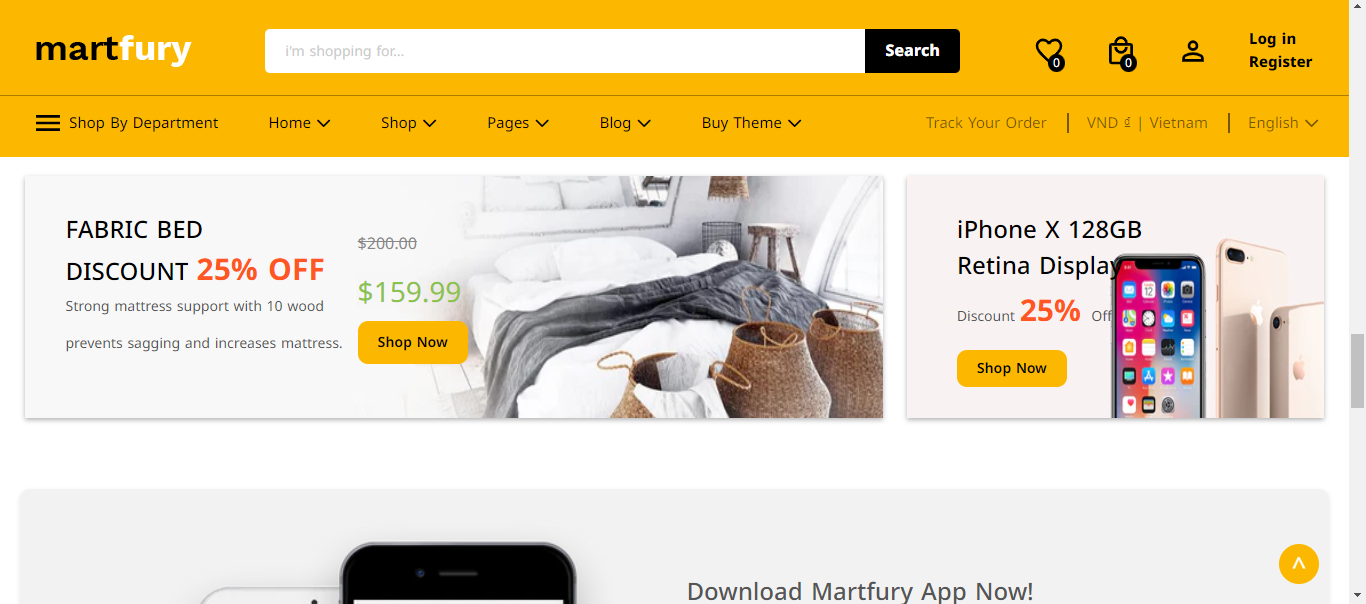 martfury
i'm shopping for...
Search
0
0
Log in
Register
Shop By Department
Home
Shop
Pages
Blog
Buy Theme
Track Your Order
VND ₫ | Vietnam
English
FABRIC BED
DISCOUNT 25% OFF
Strong mattress support with 10 wood
prevents sagging and increases mattress.
$200.00
$159.99
Shop Now
iPhone X 128GB
Retina Display
Discount 25% Off
Shop Now
Download Martfury App Now!